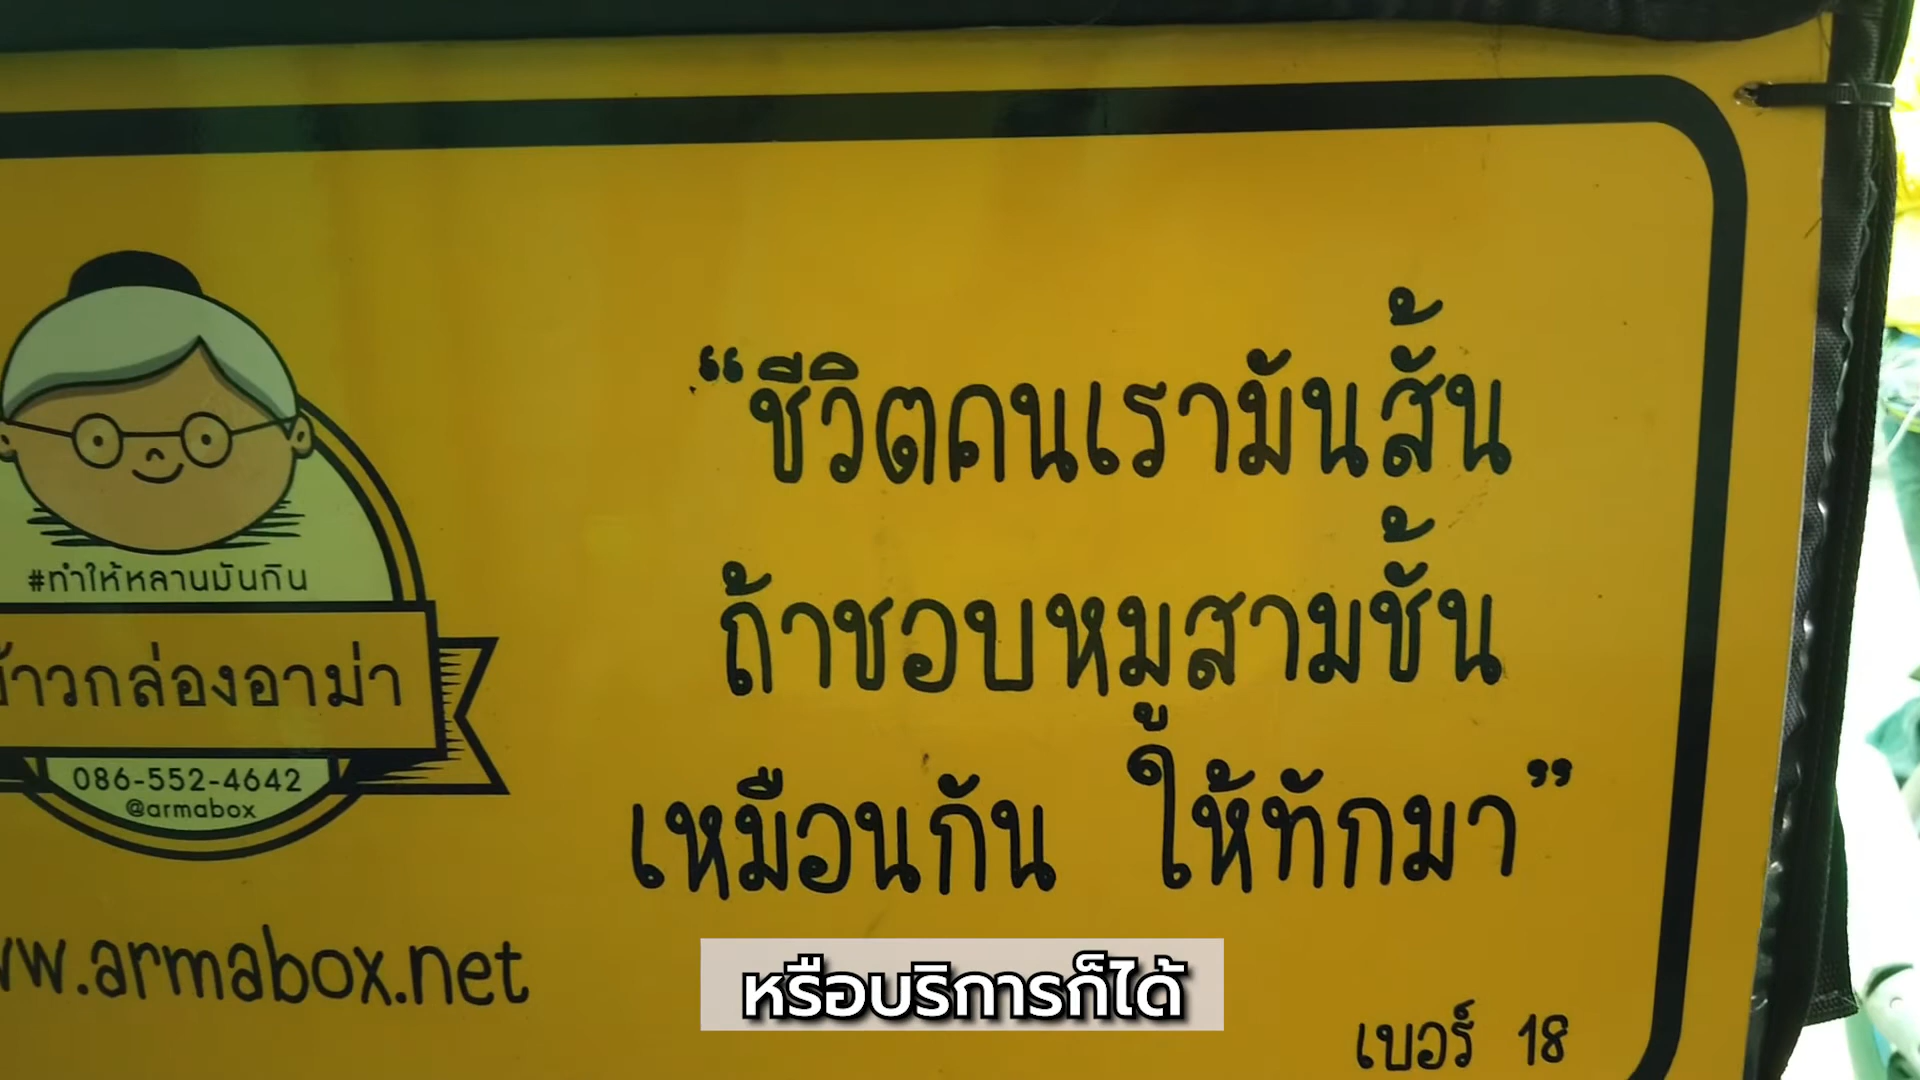 #ทำให้หลานมันกิน
ข้าวกล่องอาม่า
086-552-4642
@armabox
www.armabox.net
“ชีวิตคนเรามันสั้น
ถ้าชอบหมูสามชั้น
เหมือนกัน ให้ทักมา”
เบอร์ 18
หรือบริการก็ได้